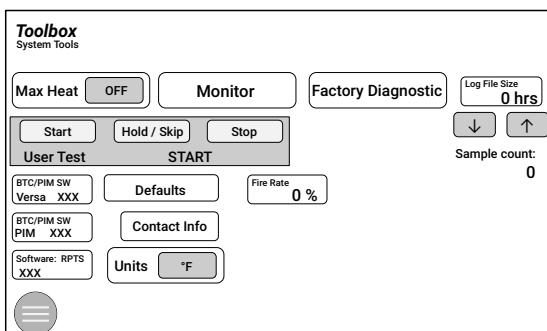 Toolbox
System Tools
Max Heat OFF Monitor Factory Diagnostic Log File Size
0 hrs
Start Hold / Skip Stop ↓ ↑
User Test START Sample count:
0
BTC/PIM SW
Versa XXX
Defaults
Fire Rate
0 %
BTC/PIM SW
PIM XXX
Contact Info
Software: RPTS
XXX
Units °F